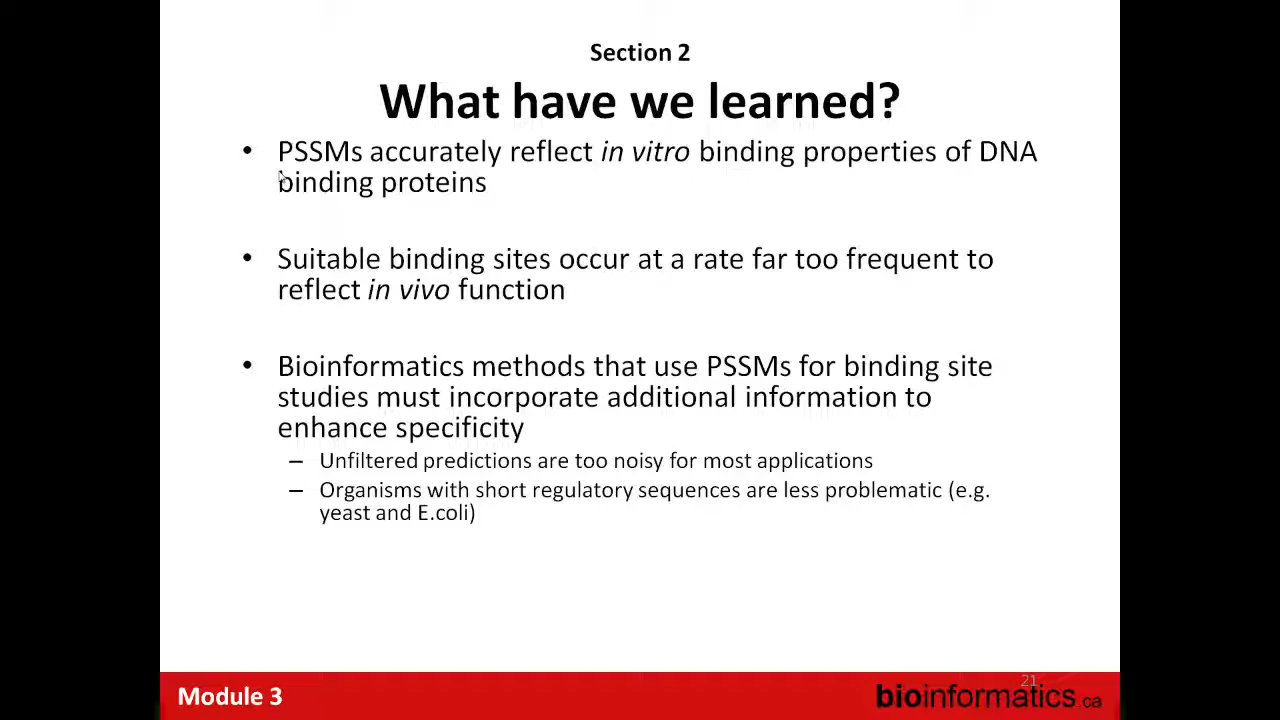 Section 2
What have we learned?
• PSSMs accurately reflect in vitro binding properties of DNA
binding proteins
• Suitable binding sites occur at a rate far too frequent to
reflect in vivo function
• Bioinformatics methods that use PSSMs for binding site
studies must incorporate additional information to
enhance specificity
– Unfiltered predictions are too noisy for most applications
– Organisms with short regulatory sequences are less problematic (e.g.
yeast and E.coli)
21
Module 3
bioinformatics.ca